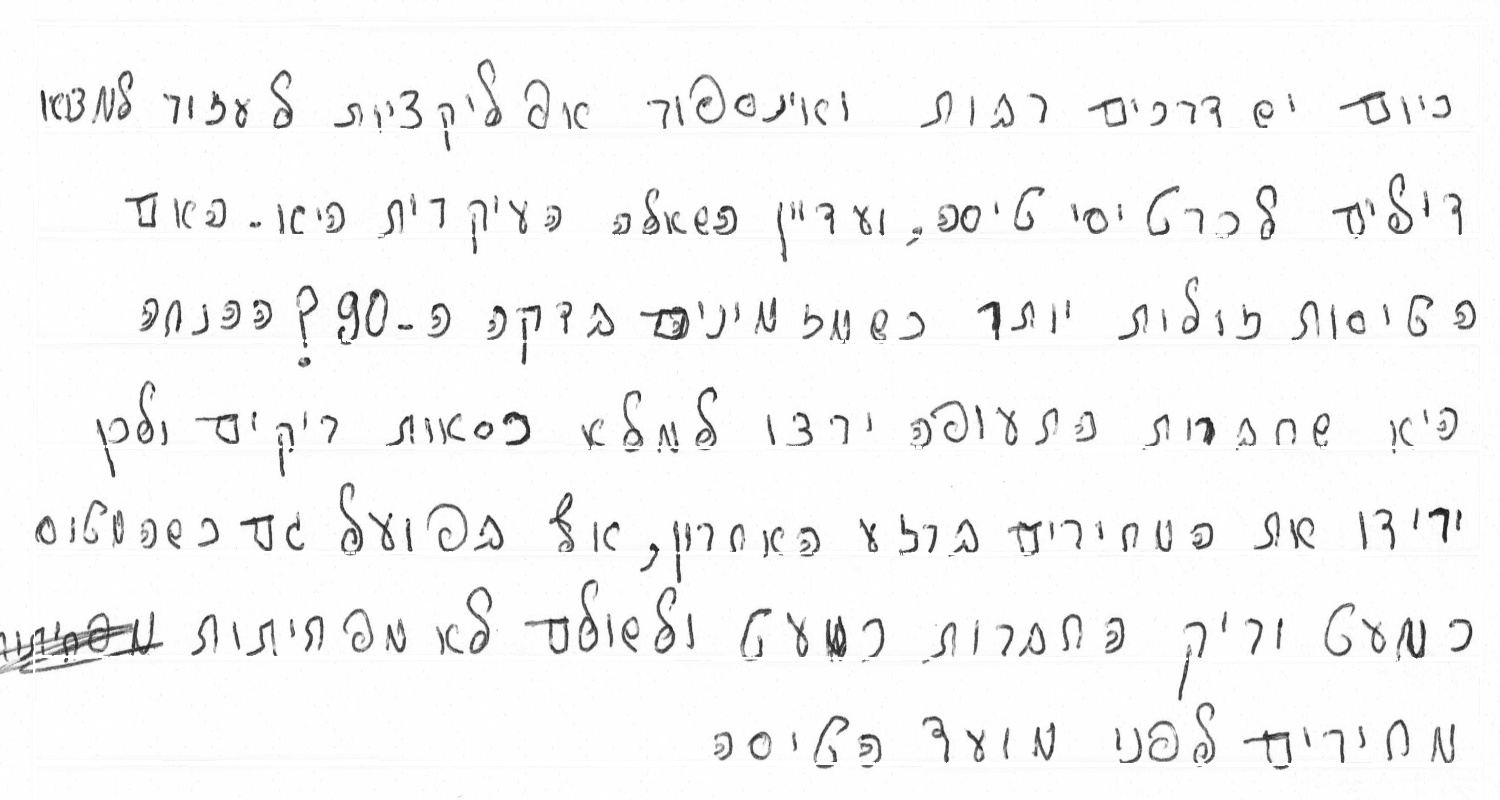 כיום יש דרכים רבות ואינספור אפליקציות לעזור למצוא
דילים לכרטיסי טיסה, ועדיין השאלה העיקרית היא. האם
הטיסות זולות יותר כשמזמינים בדקה ה-90? ההנחה
היא שחברות התעופה ירצו למלא כסאות ריקים ולכן
יורידו את המחירים ברגע האחרון, אך בפועל גם כשהמטוס
כמעט וריק החברות כמעט ולשולם לא מפחיתות
מחירים לפני מועד הטיסה